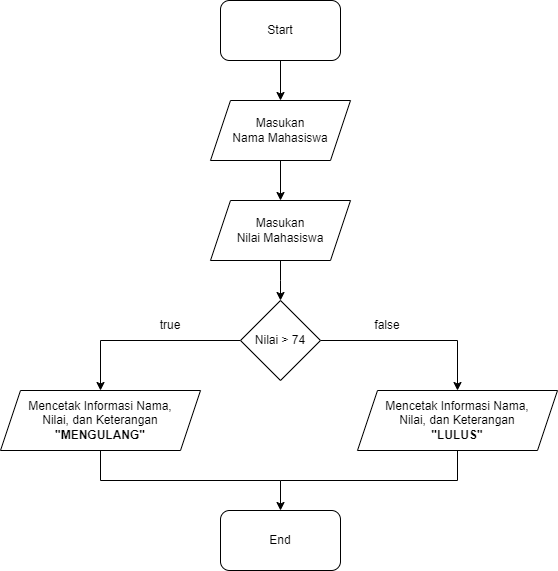 Start
Masukan
Nama Mahasiswa
Masukan
Nilai Mahasiswa
true
false
Nilai > 74
Mencetak Informasi Nama,
Nilai, dan Keterangan
"MENGULANG"
Mencetak Informasi Nama,
Nilai, dan Keterangan
"LULUS"
End